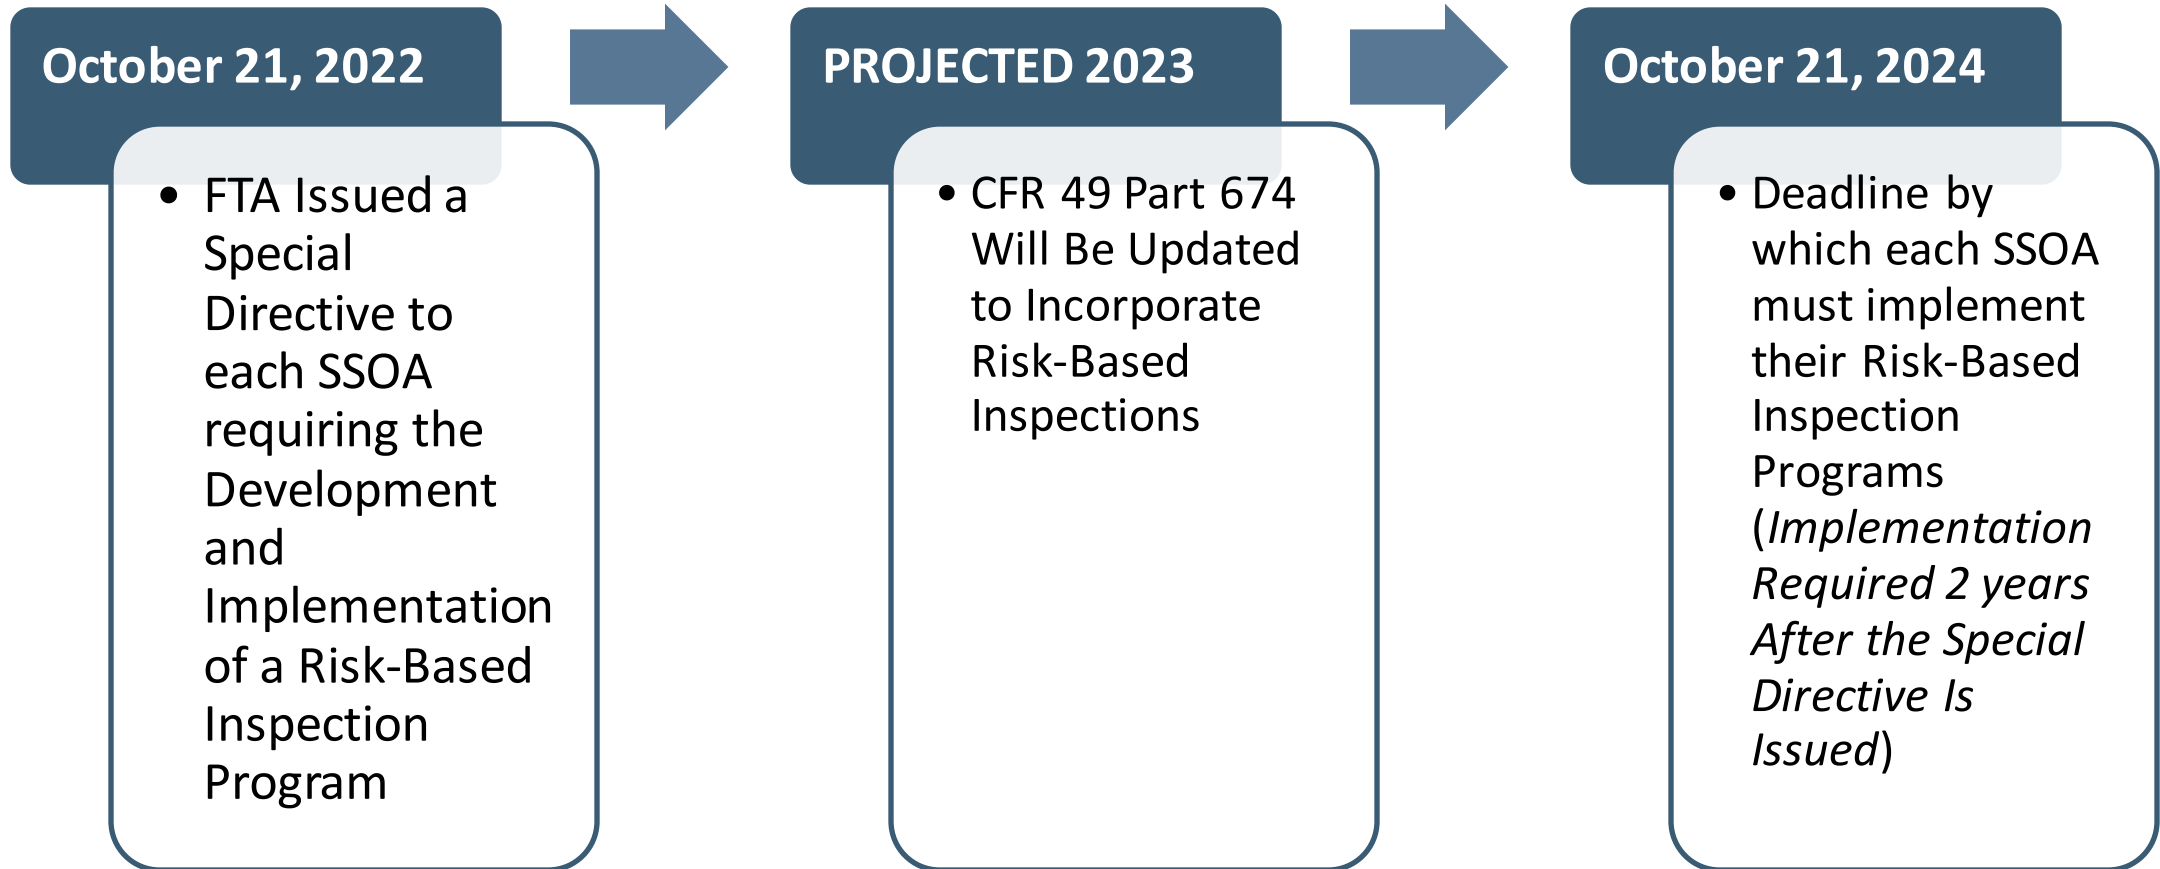 October 21, 2022
• FTA Issued a
Special
Directive to
each SSOA
requiring the
Development
and
Implementation
of a Risk-Based
Inspection
Program
PROJECTED 2023
• CFR 49 Part 674
Will Be Updated
to Incorporate
Risk-Based
Inspections
October 21, 2024
• Deadline by
which each SSOA
must implement
their Risk-Based
Inspection
Programs
(Implementation
Required 2 years
After the Special
Directive Is
Issued)